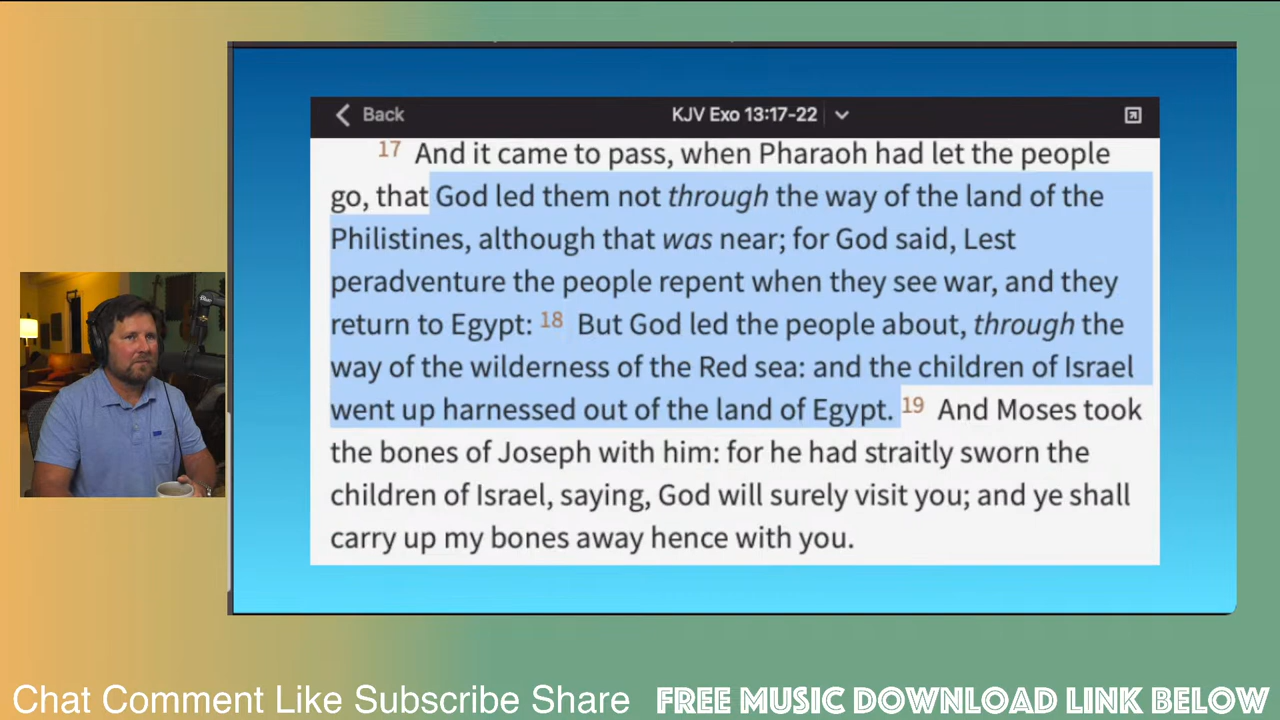 Back
KJV Exo 13:17-22
17 And it came to pass, when Pharaoh had let the people
go, that God led them not through the way of the land of the
Philistines, although that was near; for God said, Lest
peradventure the people repent when they see war, and they
return to Egypt: 18 But God led the people about, through the
way of the wilderness of the Red sea: and the children of Israel
went up harnessed out of the land of Egypt. 19 And Moses took
the bones of Joseph with him: for he had straitly sworn the
children of Israel, saying, God will surely visit you; and ye shall
carry up my bones away hence with you.
Chat Comment Like Subscribe Share
FREE MUSIC DOWNLOAD LINK BELOW